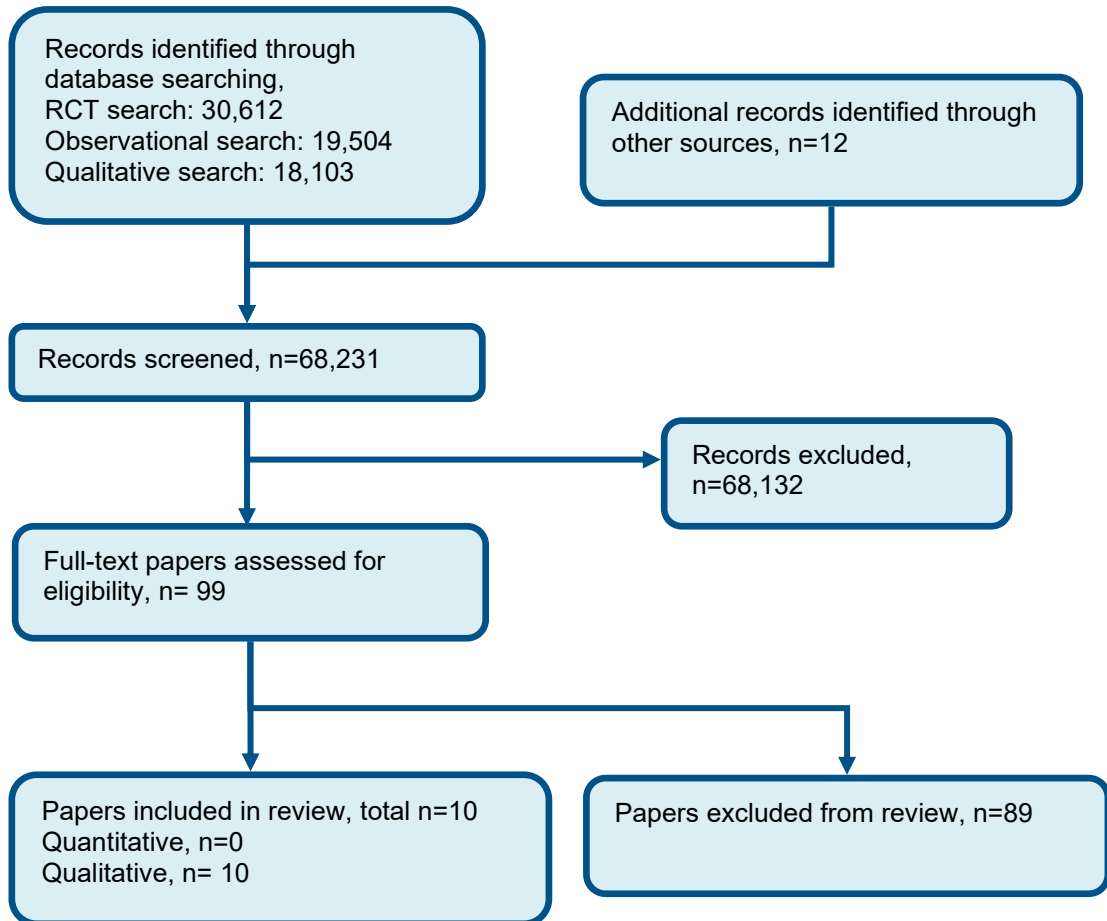 Records identified through
database searching,
RCT search: 30,612
Observational search: 19,504
Qualitative search: 18,103
Additional records identified through
other sources, n=12
Records screened, n=68,231
Records excluded,
n=68,132
Full-text papers assessed for
eligibility, n= 99
Papers included in review, total n=10
Quantitative, n=0
Qualitative, n= 10
Papers excluded from review, n=89